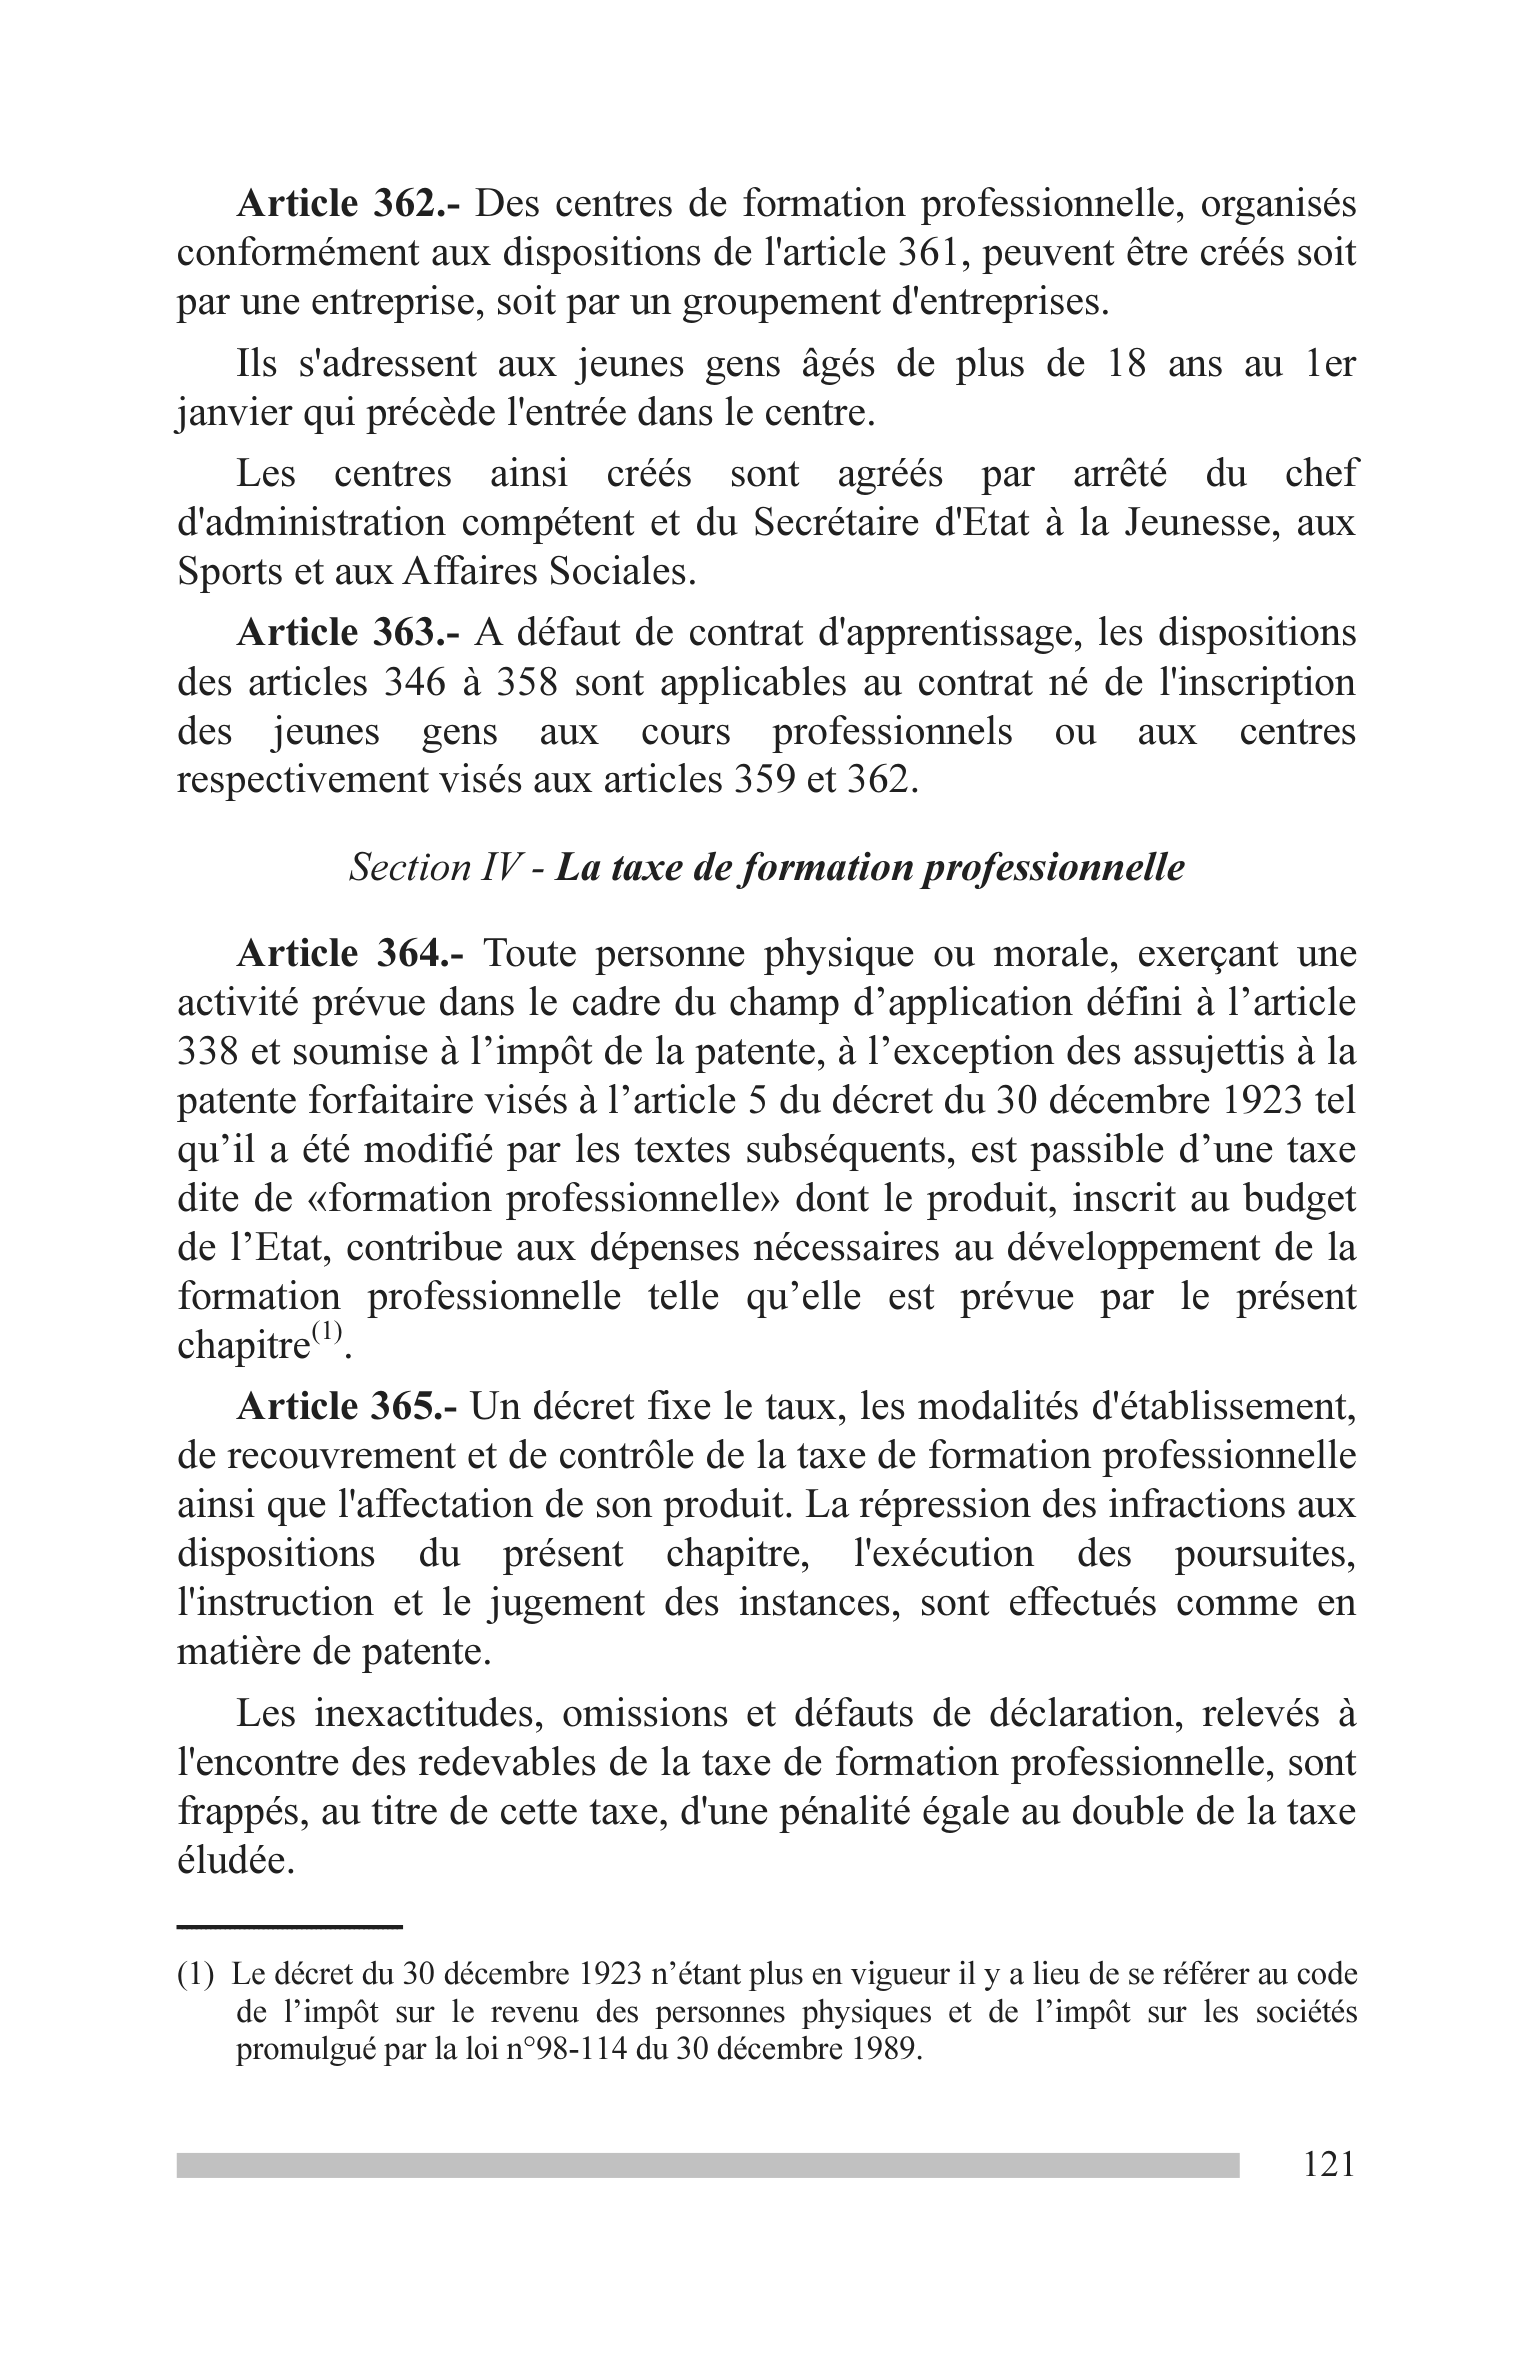 Article 362.- Des centres de formation professionnelle, organisés
conformément aux dispositions de l'article 361, peuvent être créés soit
par une entreprise, soit par un groupement d'entreprises.
Ils s'adressent aux jeunes gens âgés de plus de 18 ans au 1er
janvier qui précède l'entrée dans le centre.
Les centres ainsi créés sont agréés par arrêté du chef
d'administration compétent et du Secrétaire d'Etat à la Jeunesse, aux
Sports et aux Affaires Sociales.
Article 363.- A défaut de contrat d'apprentissage, les dispositions
des articles 346 à 358 sont applicables au contrat né de l'inscription
des jeunes gens aux cours professionnels ou aux centres
respectivement visés aux articles 359 et 362.
Section IV - La taxe de formation professionnelle
Article 364.- Toute personne physique ou morale, exerçant une
activité prévue dans le cadre du champ d’application défini à l’article
338 et soumise à l’impôt de la patente, à l’exception des assujettis à la
patente forfaitaire visés à l’article 5 du décret du 30 décembre 1923 tel
qu’il a été modifié par les textes subséquents, est passible d’une taxe
dite de «formation professionnelle» dont le produit, inscrit au budget
de l’Etat, contribue aux dépenses nécessaires au développement de la
formation professionnelle telle qu’elle est prévue par le présent
chapitre(1).
Article 365.- Un décret fixe le taux, les modalités d'établissement,
de recouvrement et de contrôle de la taxe de formation professionnelle
ainsi que l'affectation de son produit. La répression des infractions aux
dispositions du présent chapitre, l'exécution des poursuites,
l'instruction et le jugement des instances, sont effectués comme en
matière de patente.
Les inexactitudes, omissions et défauts de déclaration, relevés à
l'encontre des redevables de la taxe de formation professionnelle, sont
frappés, au titre de cette taxe, d'une pénalité égale au double de la taxe
éludée.
(1) Le décret du 30 décembre 1923 n’étant plus en vigueur il y a lieu de se référer au code
de l’impôt sur le revenu des personnes physiques et de l’impôt sur les sociétés
promulgué par la loi n°98-114 du 30 décembre 1989.
121